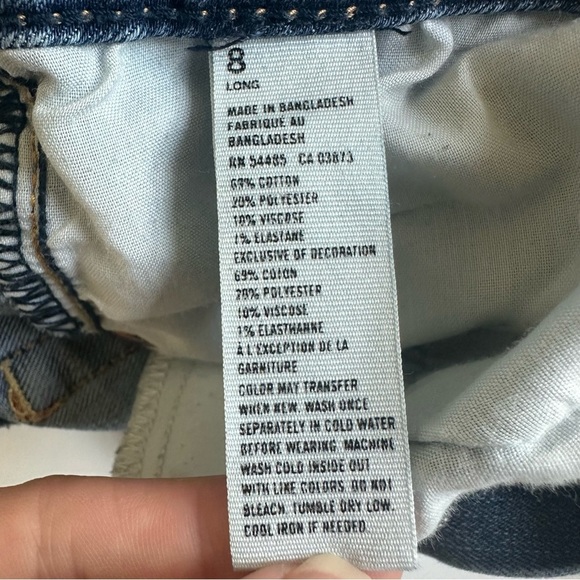 8
LONG
MADE IN BANGLADESH
FABRIQUE AU
BANGLADESH
RN 54485 CA 03873
69% COTTON
20% POLYESTER
10% VISCOSE
1% ELASTANE
EXCLUSIVE OF DECORATION
69% COTON
20% POLYESTER
10% VISCOSE
1% ELASTHANNE
À L'EXCEPTION DE LA
GARNITURE
COLOR MAY TRANSFER
WHEN NEW. WASH ONCE
SEPARATELY IN COLD WATER
BEFORE WEARING. MACHINE
WASH COLD INSIDE OUT
WITH LIKE COLORS. DO NOT
BLEACH. TUMBLE DRY LOW.
COOL IRON IF NEEDED.